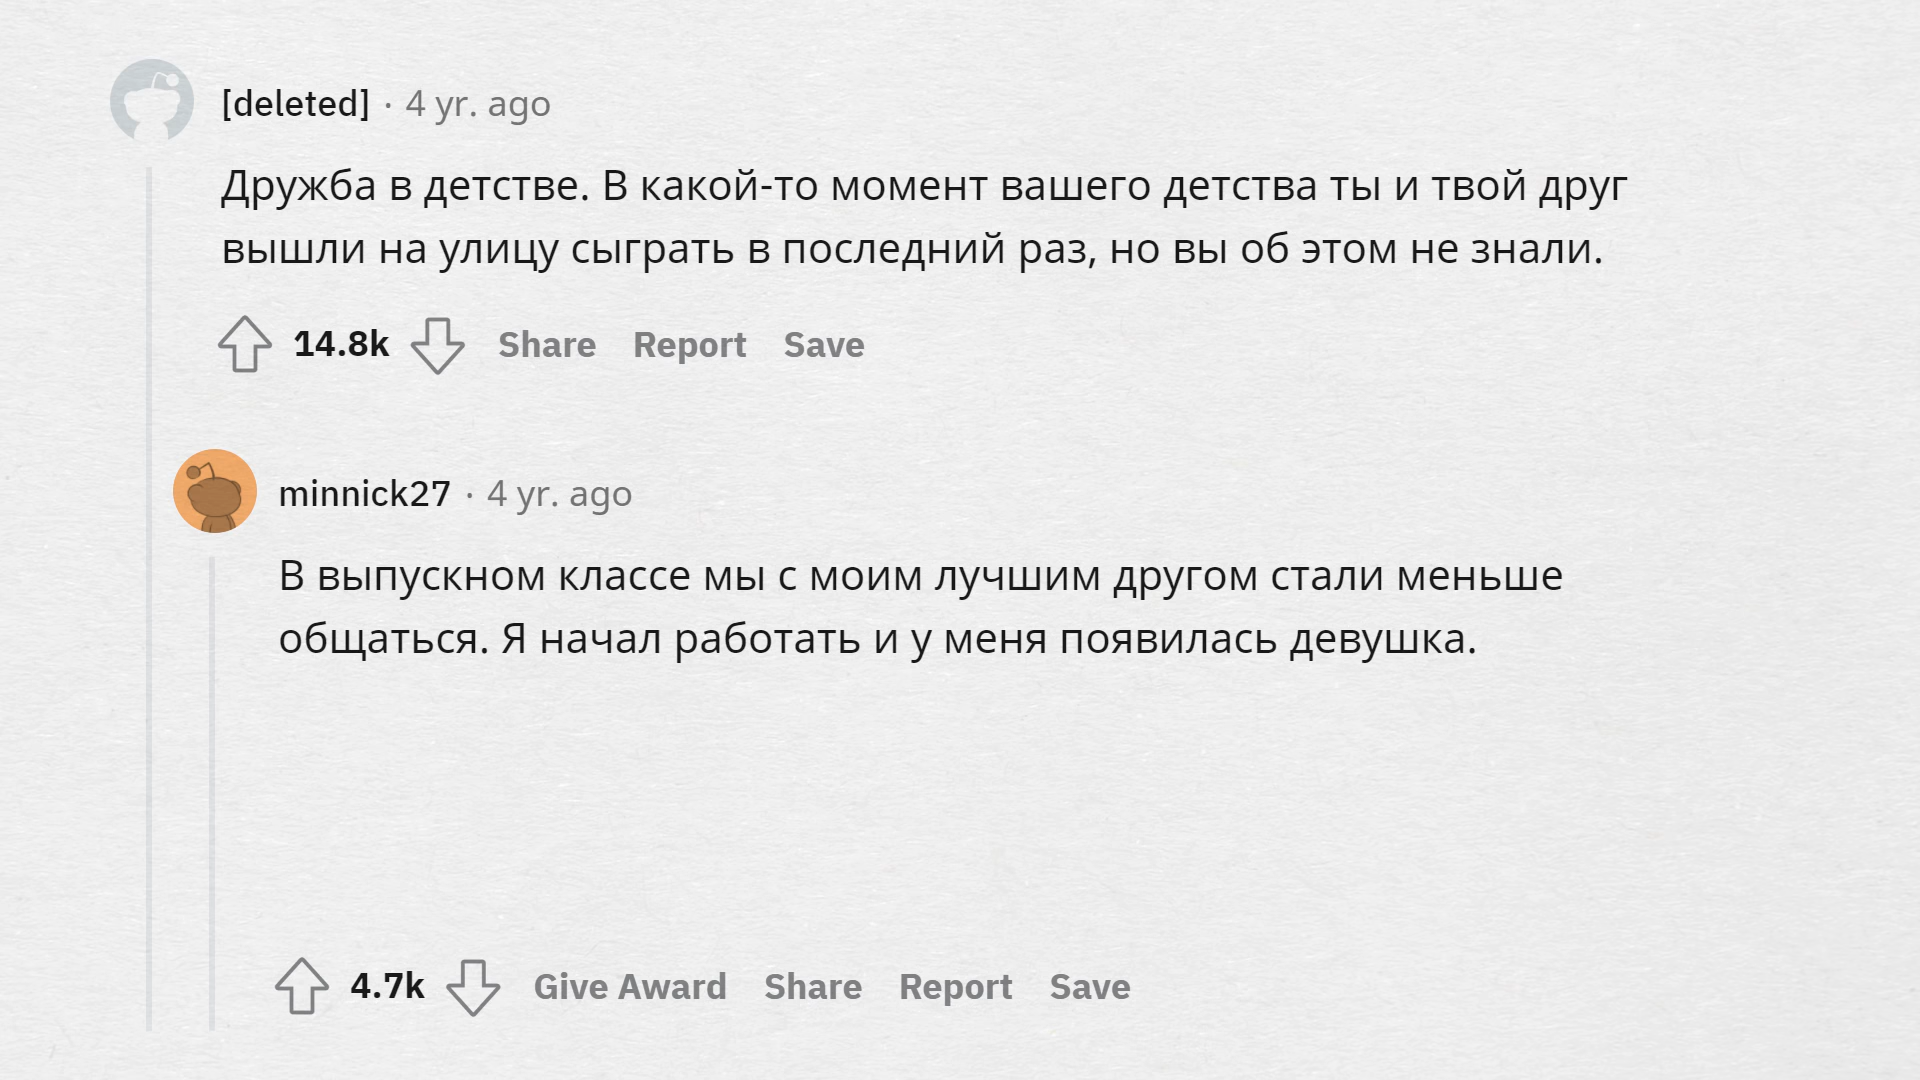 [deleted] · 4 yr. ago
Дружба в детстве. В какой-то момент вашего детства ты и твой друг
вышли на улицу сыграть в последний раз, но вы об этом не знали.
14.8k Share Report Save
minnick27 · 4 yr. ago
В выпускном классе мы с моим лучшим другом стали меньше
общаться. Я начал работать и у меня появилась девушка.
4.7k Give Award Share Report Save